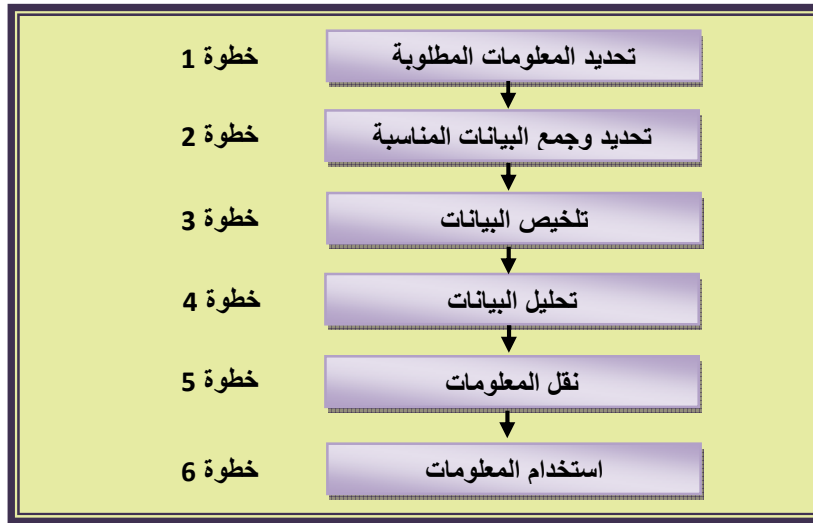 خطوة 1 تحديد المعلومات المطلوبة
خطوة 2 تحديد وجمع البيانات المناسبة
خطوة 3 تلخيص البيانات
خطوة 4 تحليل البيانات
خطوة 5 نقل المعلومات
خطوة 6 استخدام المعلومات